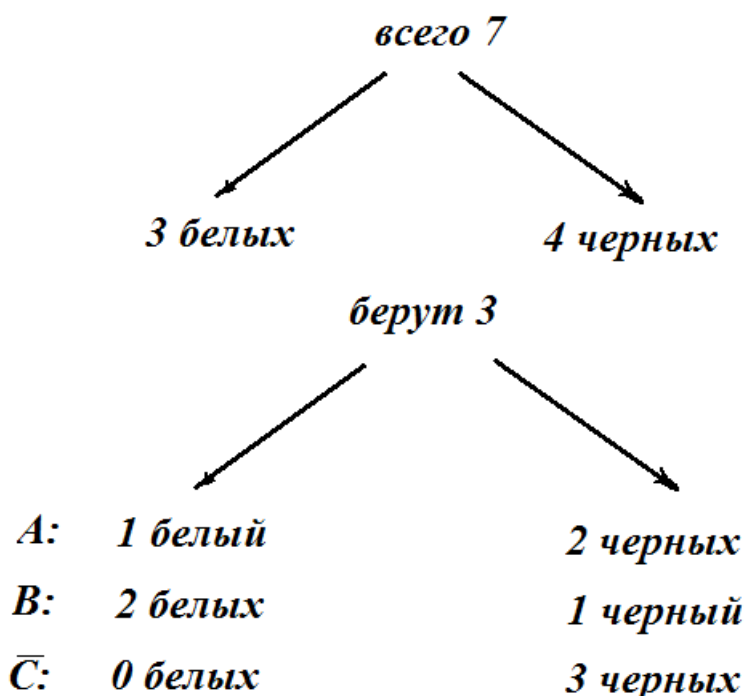 всего 7
3 белых 4 черных
берут 3
A: 1 белый 2 черных
B: 2 белых 1 черный
C̅: 0 белых 3 черных